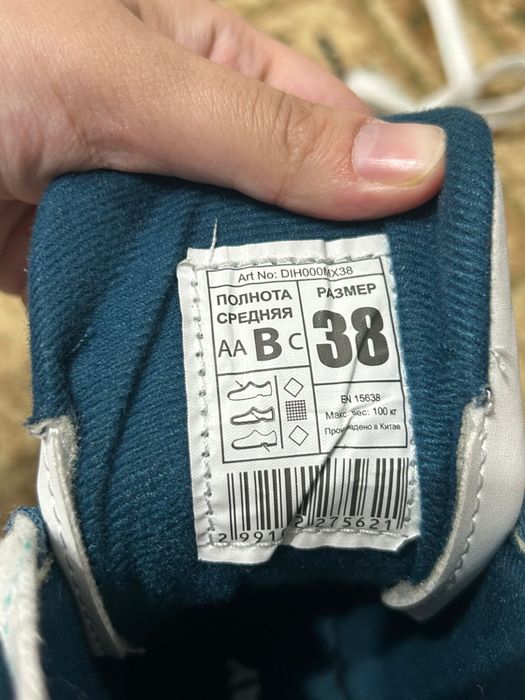 Art No: DIH000MX38
ПОЛНОТА
СРЕДНЯЯ
AA B C
РАЗМЕР
38
EN 15638
Макс. вес: 100 кг
Произведено в Китае